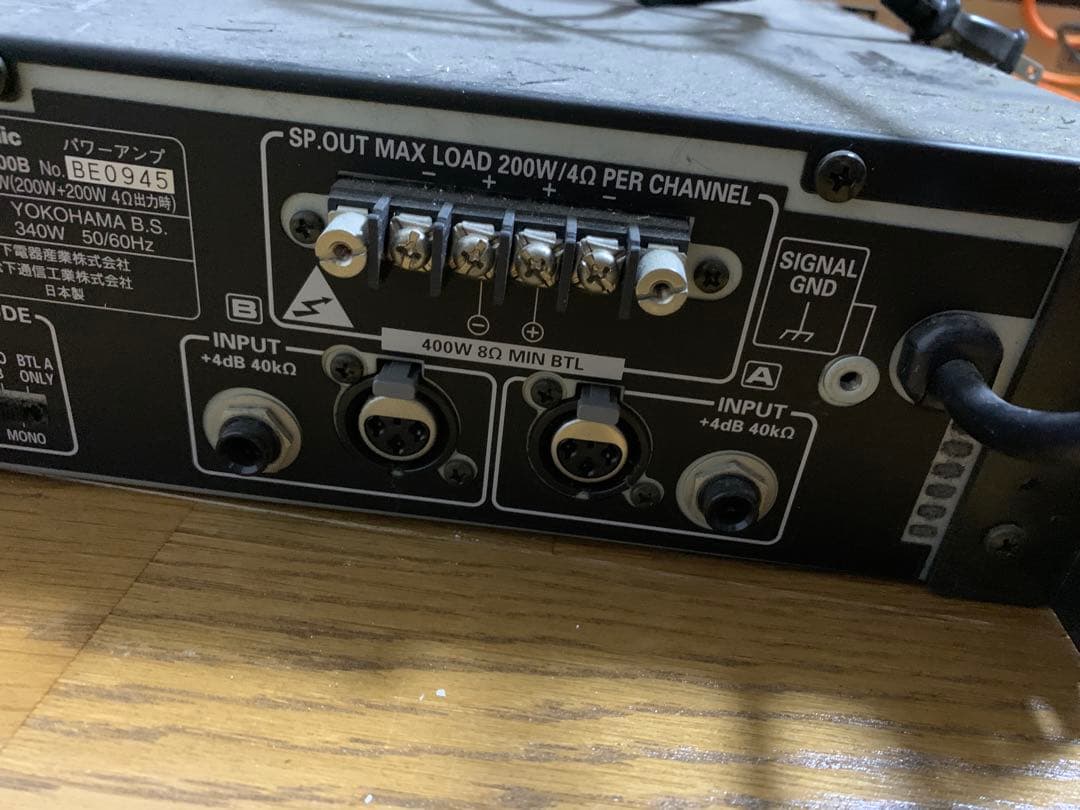 パワーアンプ
00B No. BE0945
W(200W+200W 4Ω出力時)
YOKOHAMA B.S.
340W 50/60Hz
下電器産業株式会社
下通信工業株式会社
日本製
SP.OUT MAX LOAD 200W/4Ω PER CHANNEL
− + + −
⊖ ⊕
400W 8Ω MIN BTL
SIGNAL
GND
B
INPUT
+4dB 40kΩ
A
INPUT
+4dB 40kΩ
ODE
BTL A
ONLY
MONO